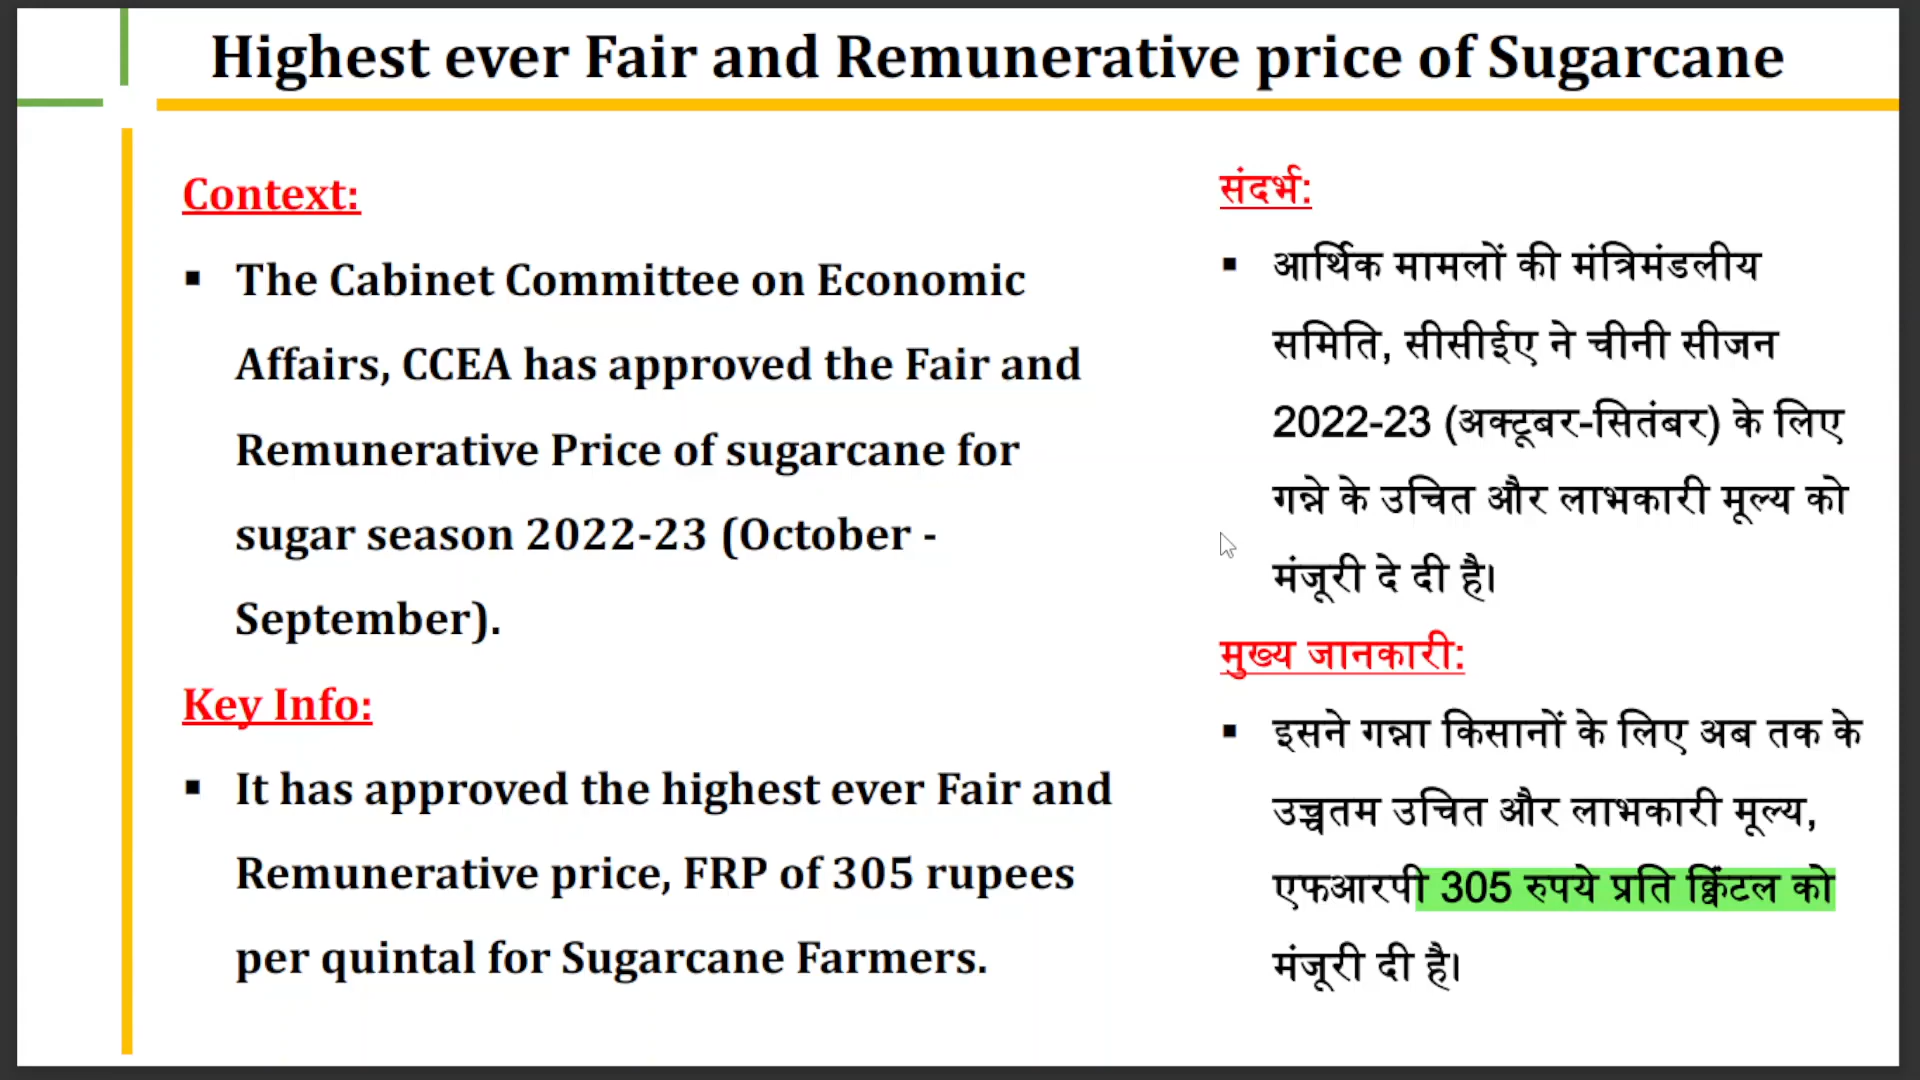 Highest ever Fair and Remunerative price of Sugarcane
Context:
▪ The Cabinet Committee on Economic
Affairs, CCEA has approved the Fair and
Remunerative Price of sugarcane for
sugar season 2022-23 (October -
September).
Key Info:
▪ It has approved the highest ever Fair and
Remunerative price, FRP of 305 rupees
per quintal for Sugarcane Farmers.
संदर्भ:
▪ आर्थिक मामलों की मंत्रिमंडलीय
समिति, सीसीईए ने चीनी सीजन
2022-23 (अक्टूबर-सितंबर) के लिए
गन्ने के उचित और लाभकारी मूल्य को
मंजूरी दे दी है।
मुख्य जानकारी:
▪ इसने गन्ना किसानों के लिए अब तक के
उच्चतम उचित और लाभकारी मूल्य,
एफआरपी 305 रुपये प्रति क्विंटल को
मंजूरी दी है।